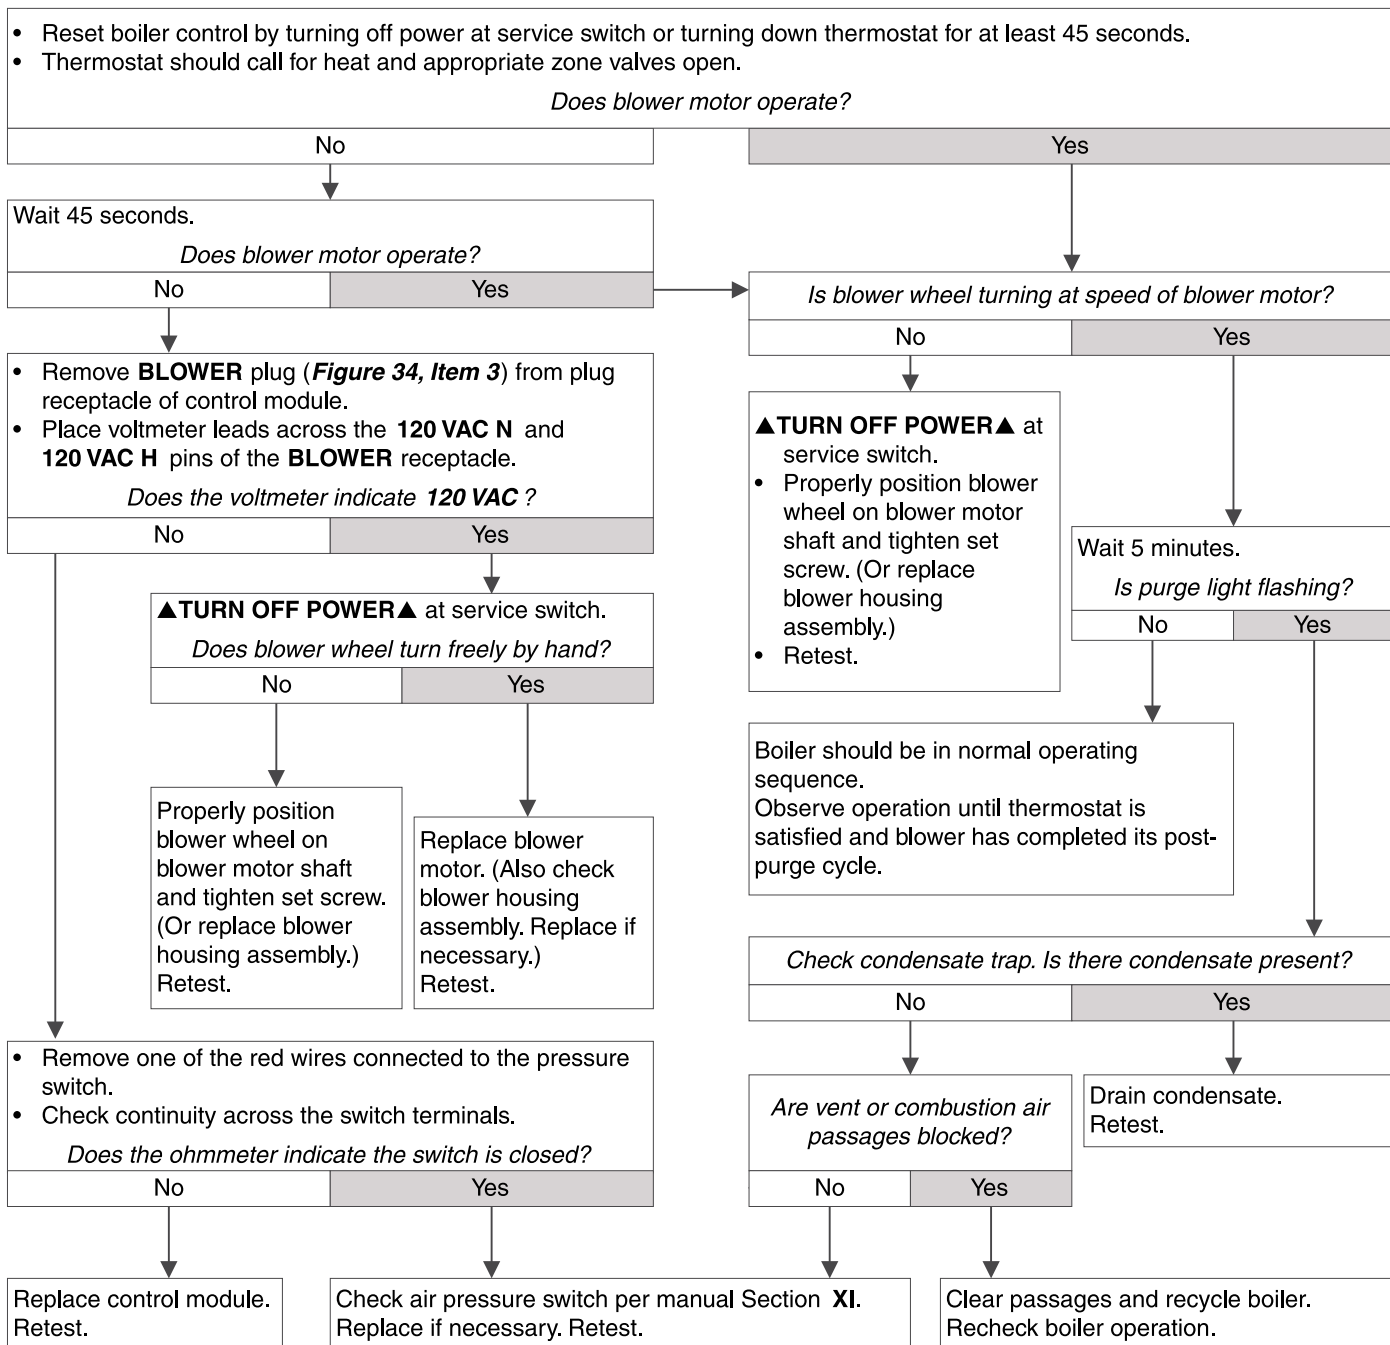 • Reset boiler control by turning off power at service switch or turning down thermostat for at least 45 seconds.
• Thermostat should call for heat and appropriate zone valves open.
Does blower motor operate?
No
Yes
Wait 45 seconds.
Does blower motor operate?
No
Yes
• Remove BLOWER plug (Figure 34, Item 3) from plug
receptacle of control module.
• Place voltmeter leads across the 120 VAC N and
120 VAC H pins of the BLOWER receptacle.
Does the voltmeter indicate 120 VAC ?
No
Yes
▲TURN OFF POWER▲ at service switch.
Does blower wheel turn freely by hand?
No
Yes
Properly position
blower wheel on
blower motor shaft
and tighten set screw.
(Or replace blower
housing assembly.)
Retest.
Replace blower
motor. (Also check
blower housing
assembly. Replace if
necessary.)
Retest.
• Remove one of the red wires connected to the pressure
switch.
• Check continuity across the switch terminals.
Does the ohmmeter indicate the switch is closed?
No
Yes
Replace control module.
Retest.
Check air pressure switch per manual Section XI.
Replace if necessary. Retest.
Is blower wheel turning at speed of blower motor?
No
Yes
▲TURN OFF POWER▲ at
service switch.
• Properly position blower
wheel on blower motor
shaft and tighten set
screw. (Or replace
blower housing
assembly.)
• Retest.
Wait 5 minutes.
Is purge light flashing?
No
Yes
Boiler should be in normal operating
sequence.
Observe operation until thermostat is
satisfied and blower has completed its post-
purge cycle.
Check condensate trap. Is there condensate present?
No
Yes
Are vent or combustion air
passages blocked?
No
Yes
Drain condensate.
Retest.
Clear passages and recycle boiler.
Recheck boiler operation.